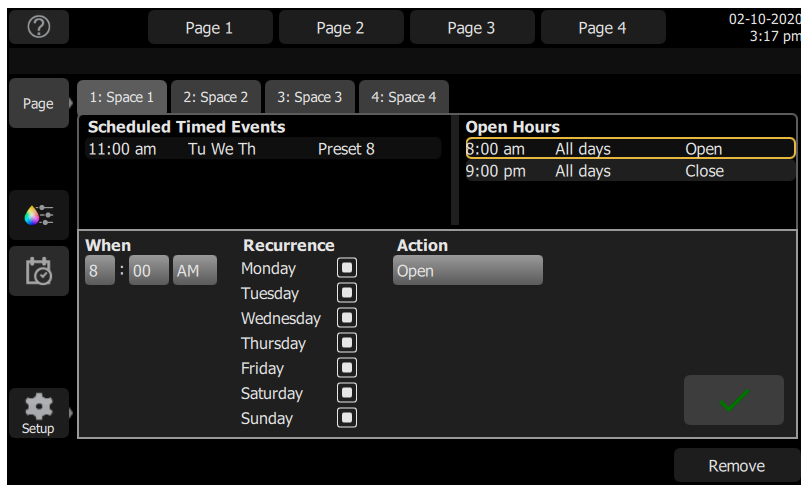 ? Page 1 Page 2 Page 3 Page 4 02-10-2020
3:17 pm
Page 1: Space 1 2: Space 2 3: Space 3 4: Space 4
Scheduled Timed Events Open Hours
11:00 am Tu We Th Preset 8 8:00 am All days Open
9:00 pm All days Close
When Recurrence Action
8 : 00 AM Monday Open
Tuesday
Wednesday
Thursday
Friday
Saturday
Setup Sunday
Remove